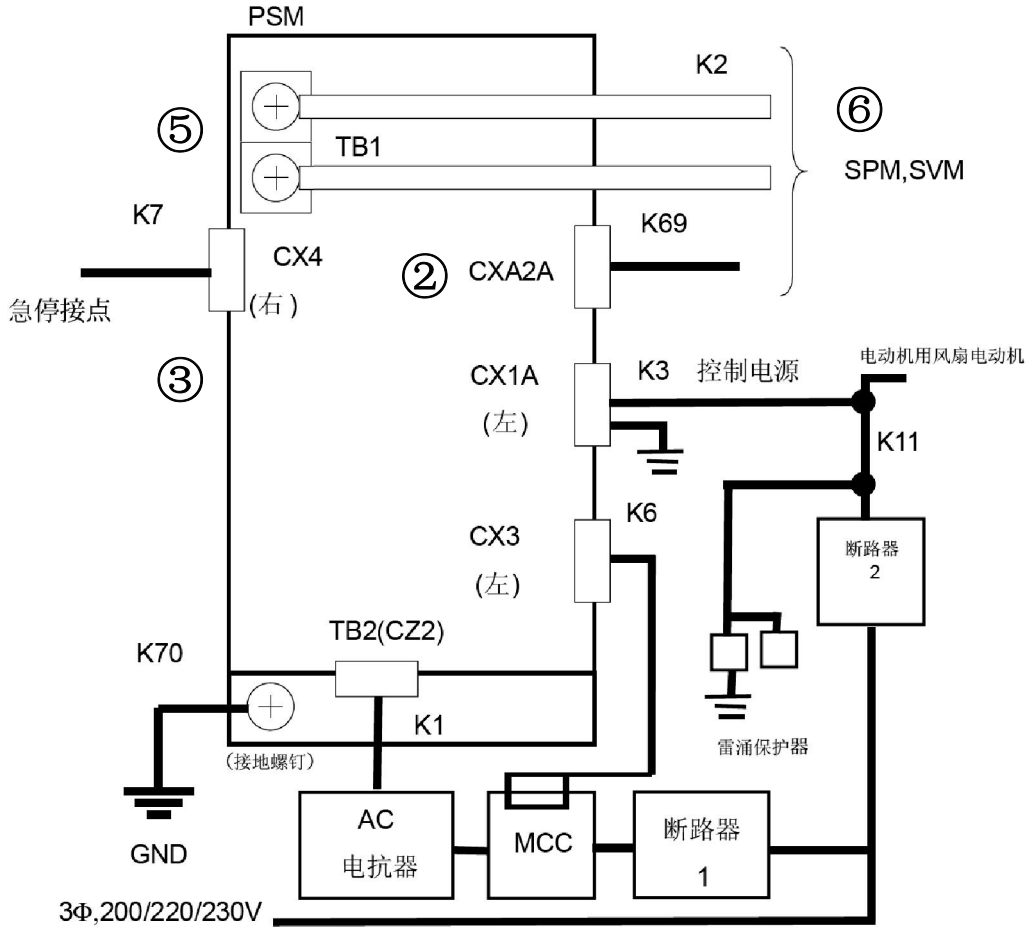 PSM
K2
⑤
⑥
TB1
SPM,SVM
K7
K69
CX4
②
CXA2A
急停接点
(右)
③
电动机用风扇电动机
CX1A
K3
控制电源
(左)
K11
K6
CX3
断路器
2
(左)
TB2(CZ2)
K70
K1
雷涌保护器
(接地螺钉)
AC
电抗器
MCC
断路器
1
GND
3Φ,200/220/230V